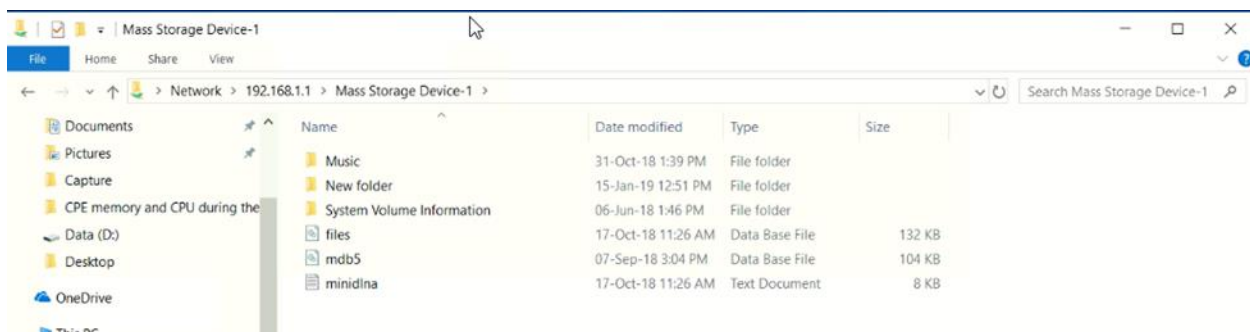 Mass Storage Device-1
File Home Share View
Network > 192.168.1.1 > Mass Storage Device-1 > Search Mass Storage Device-1
Documents
Pictures
Capture
CPE memory and CPU during the
Data (D:)
Desktop
OneDrive
This PC
Name Date modified Type Size
Music 31-Oct-18 1:39 PM File folder
New folder 15-Jan-19 12:51 PM File folder
System Volume Information 06-Jun-18 1:46 PM File folder
files 17-Oct-18 11:26 AM Data Base File 132 KB
mdb5 07-Sep-18 3:04 PM Data Base File 104 KB
minidlna 17-Oct-18 11:26 AM Text Document 8 KB